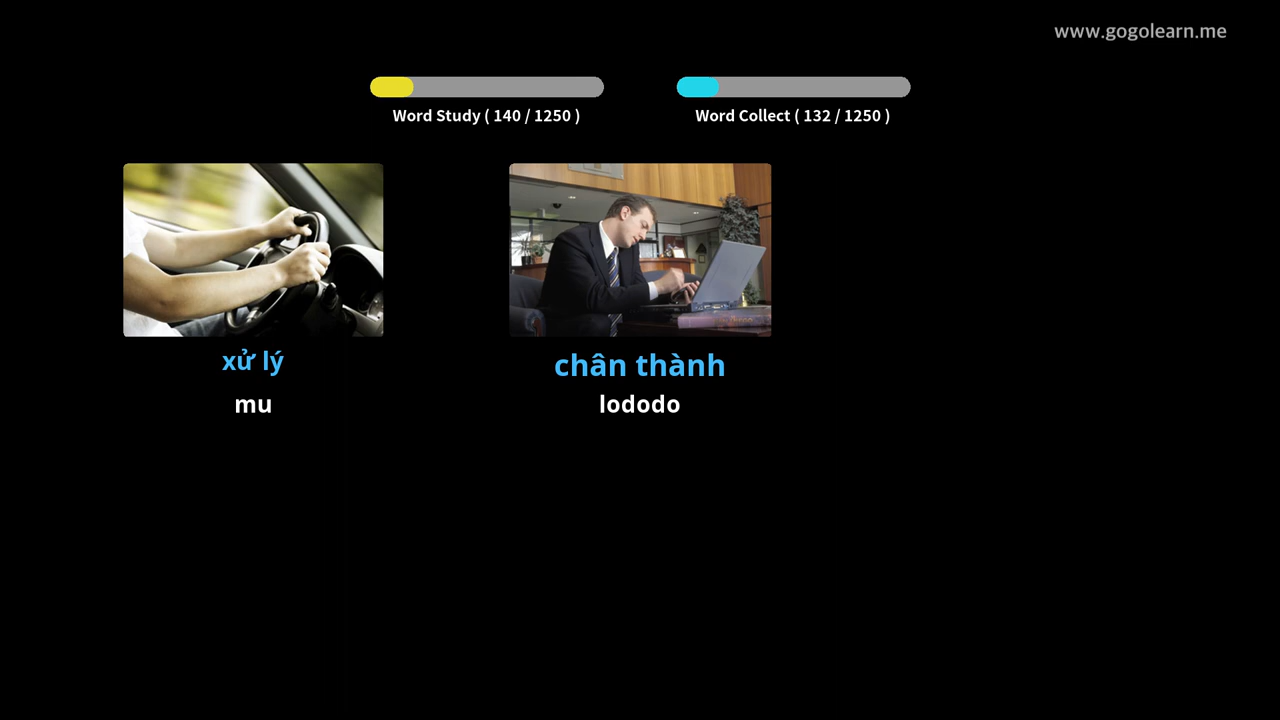 www.gogolearn.me
Word Study ( 140 / 1250 )
Word Collect ( 132 / 1250 )
xử lý
mu
chân thành
lododo